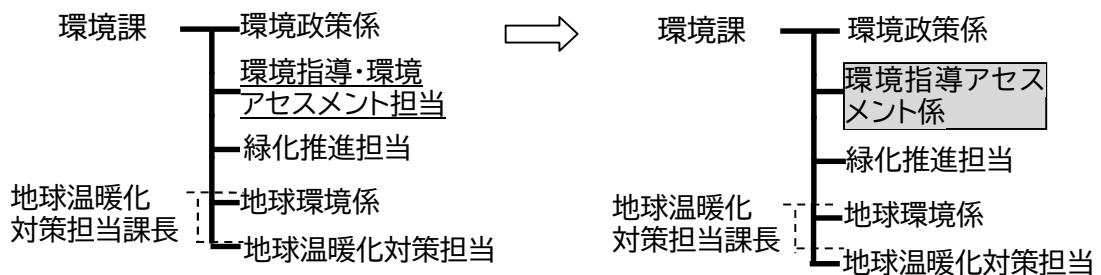 環境課
環境政策係
環境指導・環境
アセスメント担当
緑化推進担当
地球温暖化
対策担当課長
地球環境係
地球温暖化対策担当
環境課
環境政策係
環境指導アセス
メント係
緑化推進担当
地球温暖化
対策担当課長
地球環境係
地球温暖化対策担当